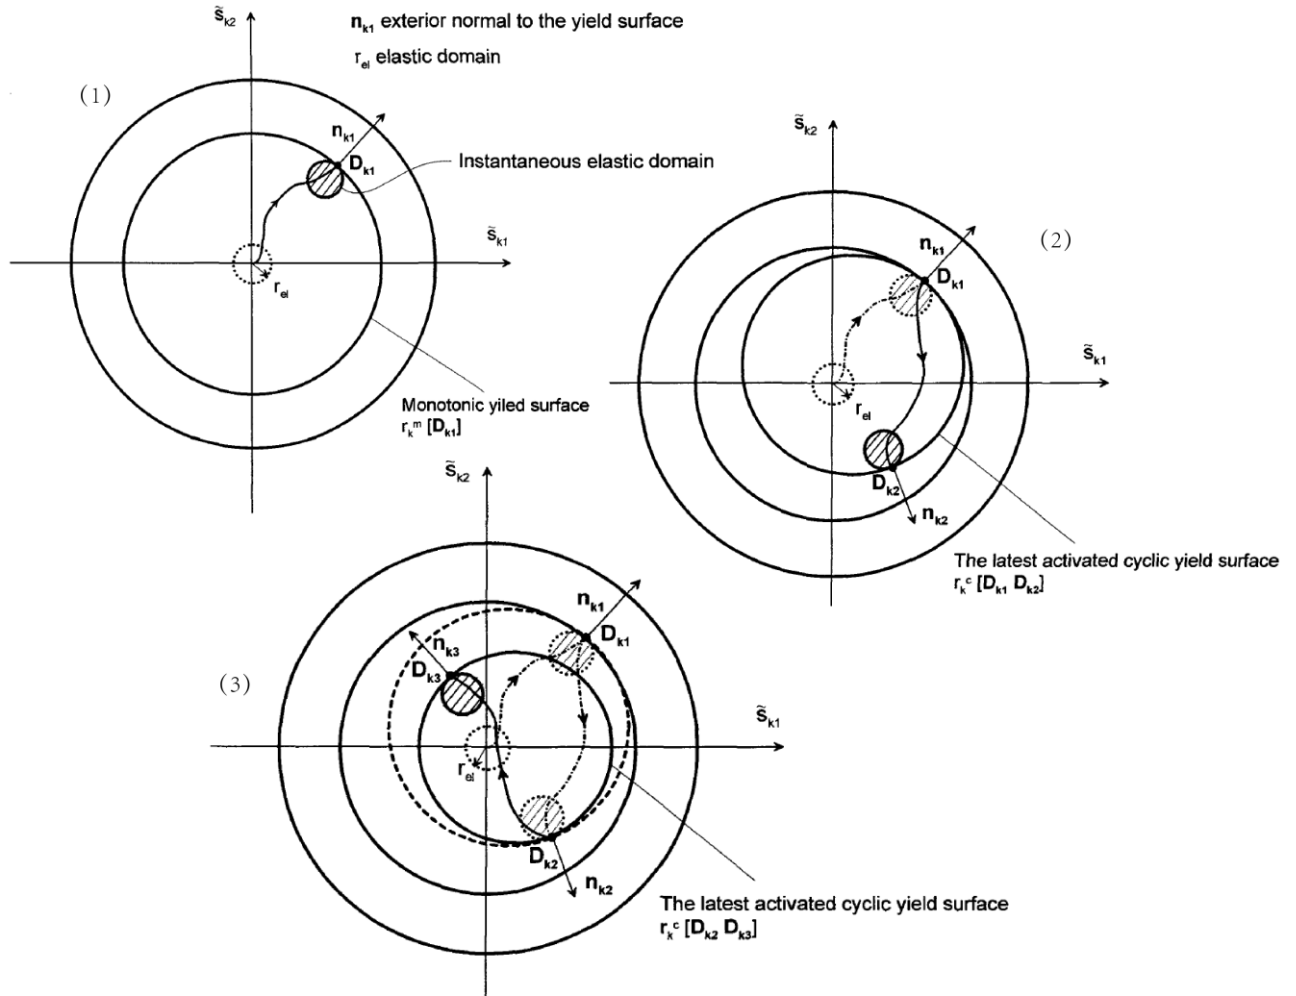 s̃k2
nk1 exterior normal to the yield surface
rel elastic domain
(1)
nk1
Dk1
Instantaneous elastic domain
s̃k1
rel
Monotonic yiled surface
rkm [Dk1]
s̃k2
(2)
nk1
Dk1
s̃k1
rel
Dk2
nk2
The latest activated cyclic yield surface
rkc [Dk1 Dk2]
s̃k2
nk1
Dk1
nk3
Dk3
(3)
s̃k1
rel
Dk2
nk2
The latest activated cyclic yield surface
rkc [Dk2 Dk3]